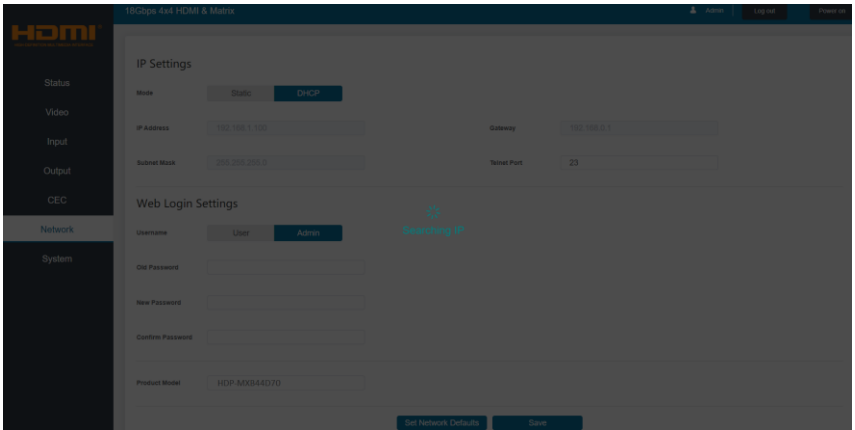 18Gbps 4x4 HDMI & Matrix
Admin
Log out
Power on
HDMI
Status
Video
Input
Output
CEC
Network
System
IP Settings
Mode Static DHCP
IP Address 192.168.1.100 Gateway 192.168.0.1
Subnet Mask 255.255.255.0 Telnet Port 23
Web Login Settings
Username User Admin
Searching IP
Old Password
New Password
Confirm Password
Product Model HDP-MXB44D70
Set Network Defaults Save